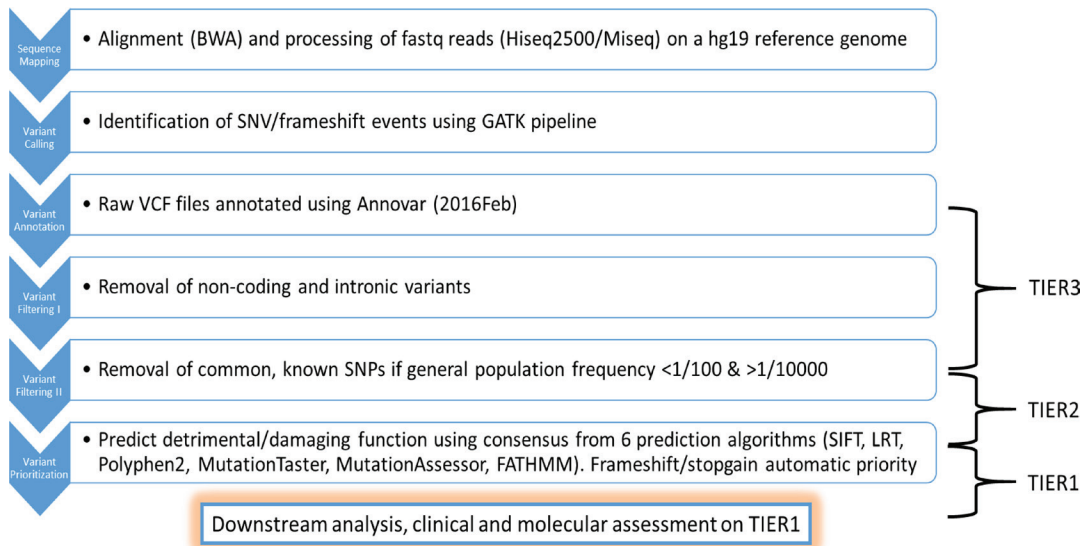 Sequence
Mapping
• Alignment (BWA) and processing of fastq reads (Hiseq2500/Miseq) on a hg19 reference genome
Variant
Calling
• Identification of SNV/frameshift events using GATK pipeline
Variant
Annotation
• Raw VCF files annotated using Annovar (2016Feb)
Variant
Filtering I
• Removal of non-coding and intronic variants
TIER3
Variant
Filtering II
• Removal of common, known SNPs if general population frequency <1/100 & >1/10000
TIER2
Variant
Prioritization
• Predict detrimental/damaging function using consensus from 6 prediction algorithms (SIFT, LRT,
Polyphen2, MutationTaster, MutationAssessor, FATHMM). Frameshift/stopgain automatic priority
TIER1
Downstream analysis, clinical and molecular assessment on TIER1